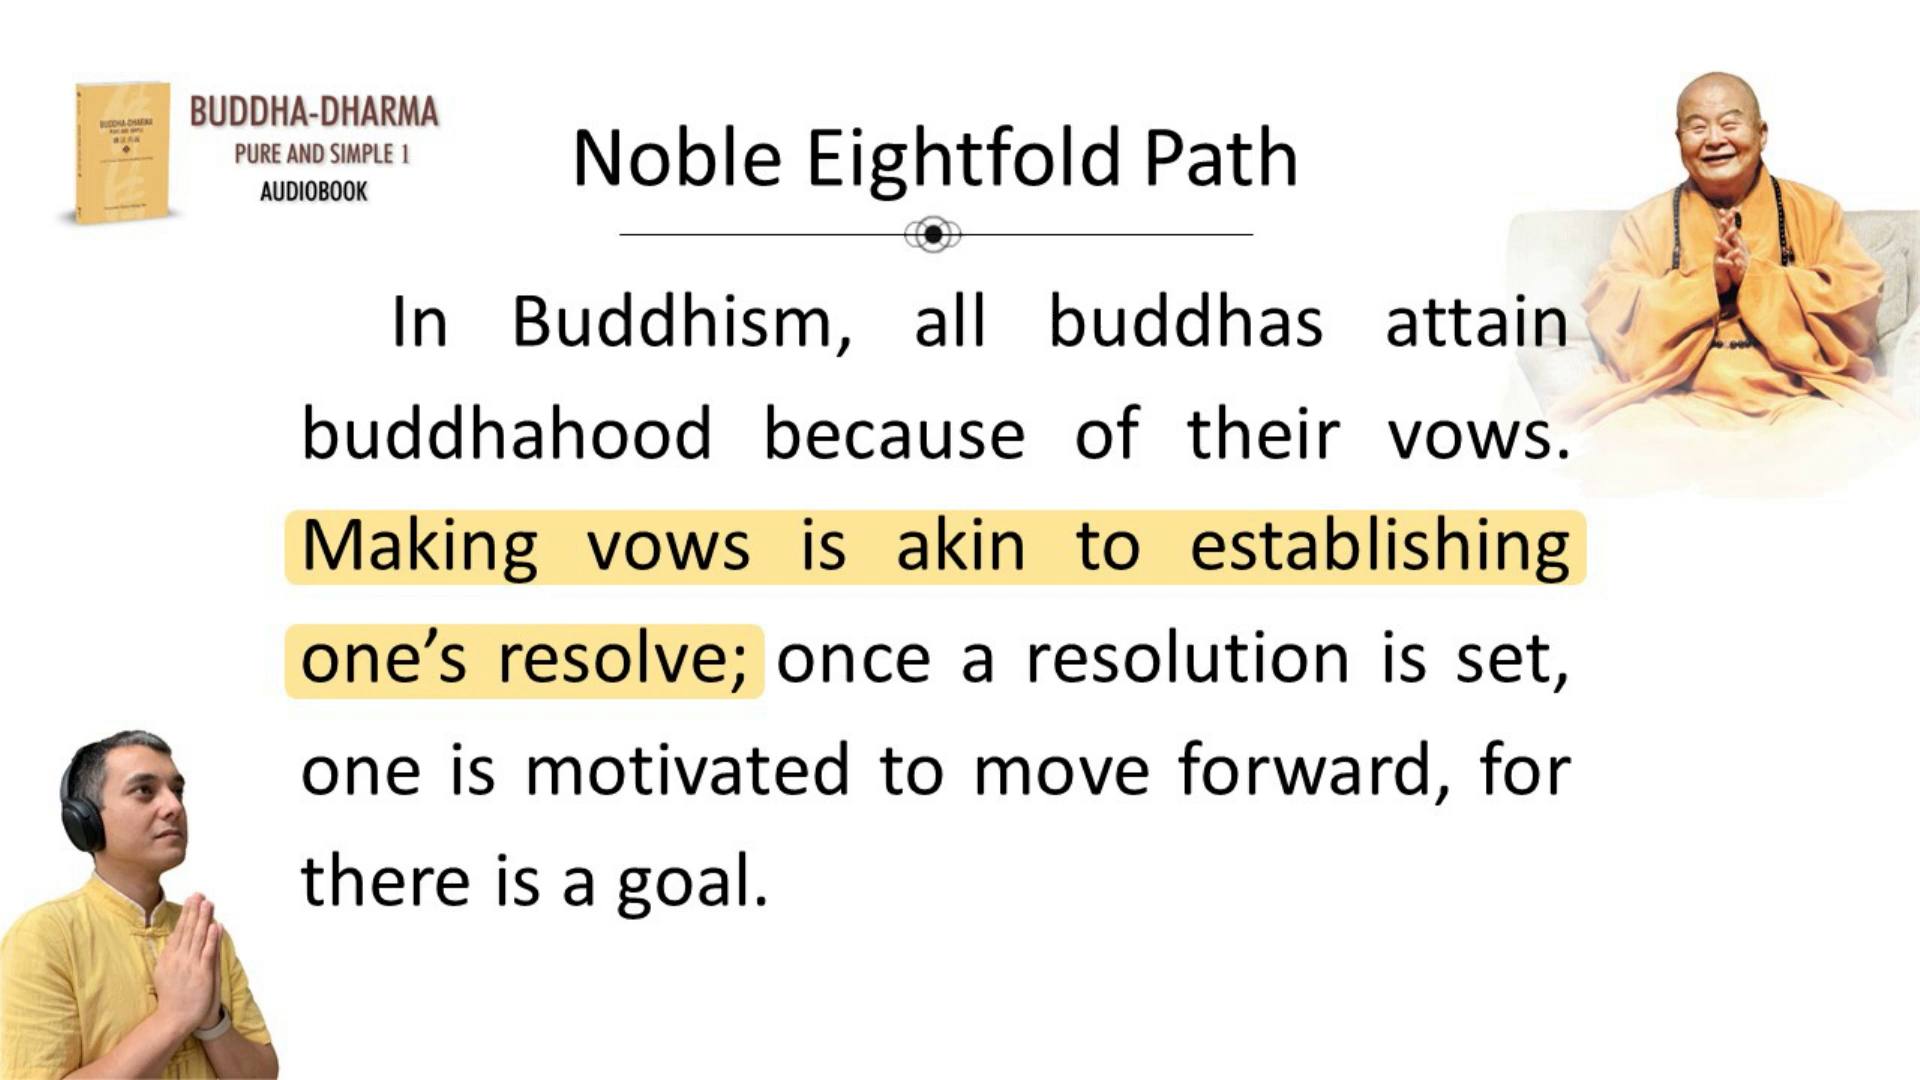 BUDDHA-DHARMA
PURE AND SIMPLE 1
AUDIOBOOK
BUDDHA-DHARMA
Noble Eightfold Path
In Buddhism, all buddhas attain
buddhahood because of their vows.
Making vows is akin to establishing
one’s resolve; once a resolution is set,
one is motivated to move forward, for
there is a goal.